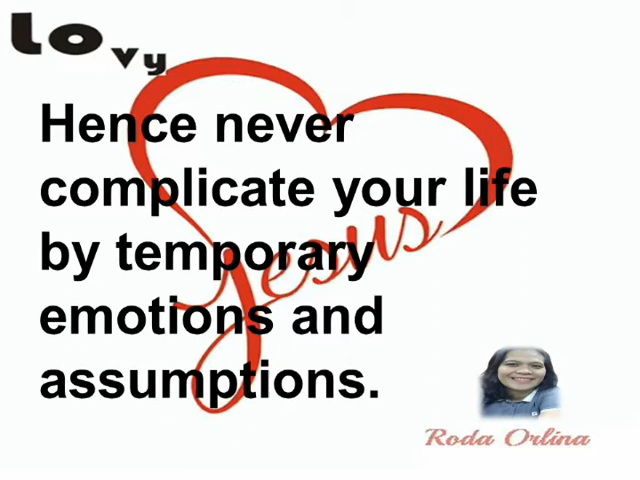 Lovy
Hence never
complicate your life
by temporary
Jesus
emotions and
assumptions.
Roda Orlina